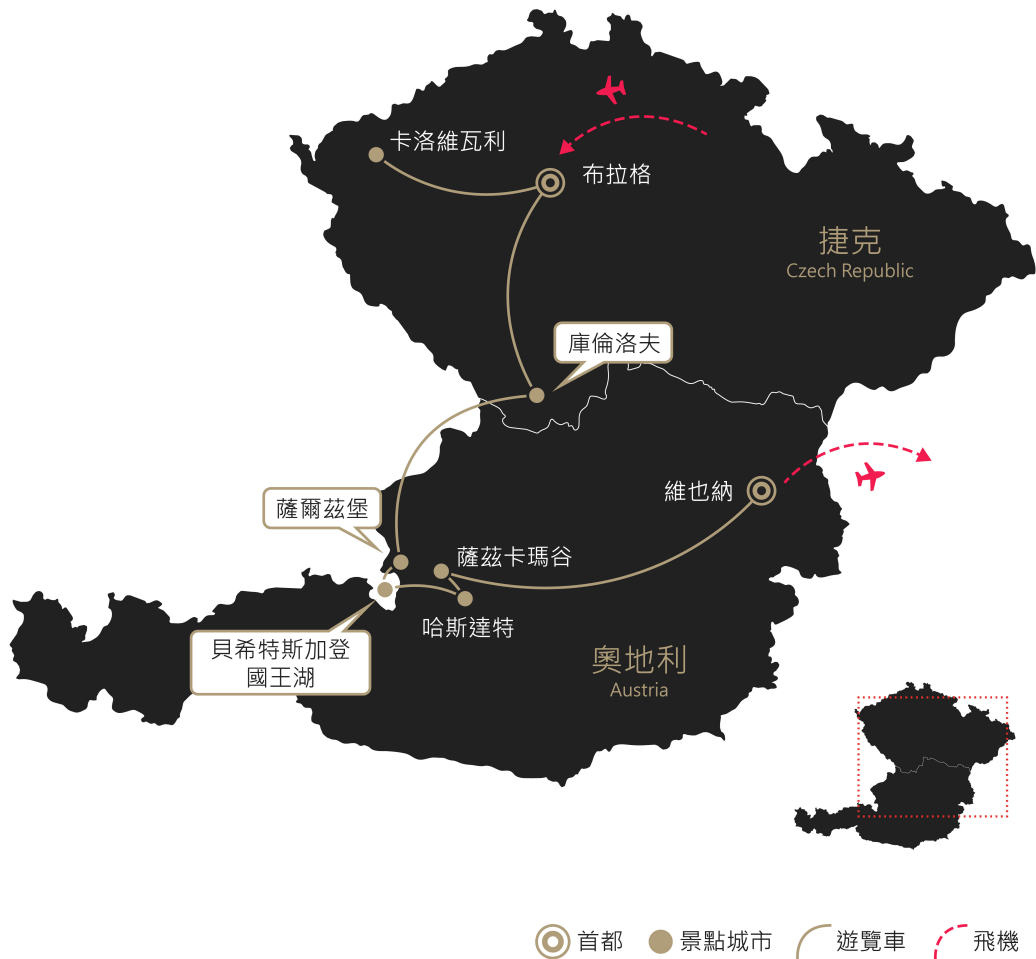 卡洛維瓦利
布拉格
捷克
Czech Republic
庫倫洛夫
維也納
薩爾茲堡
薩茲卡瑪谷
哈斯達特
貝希特斯加登
國王湖
奧地利
Austria
首都
景點城市
遊覽車
飛機